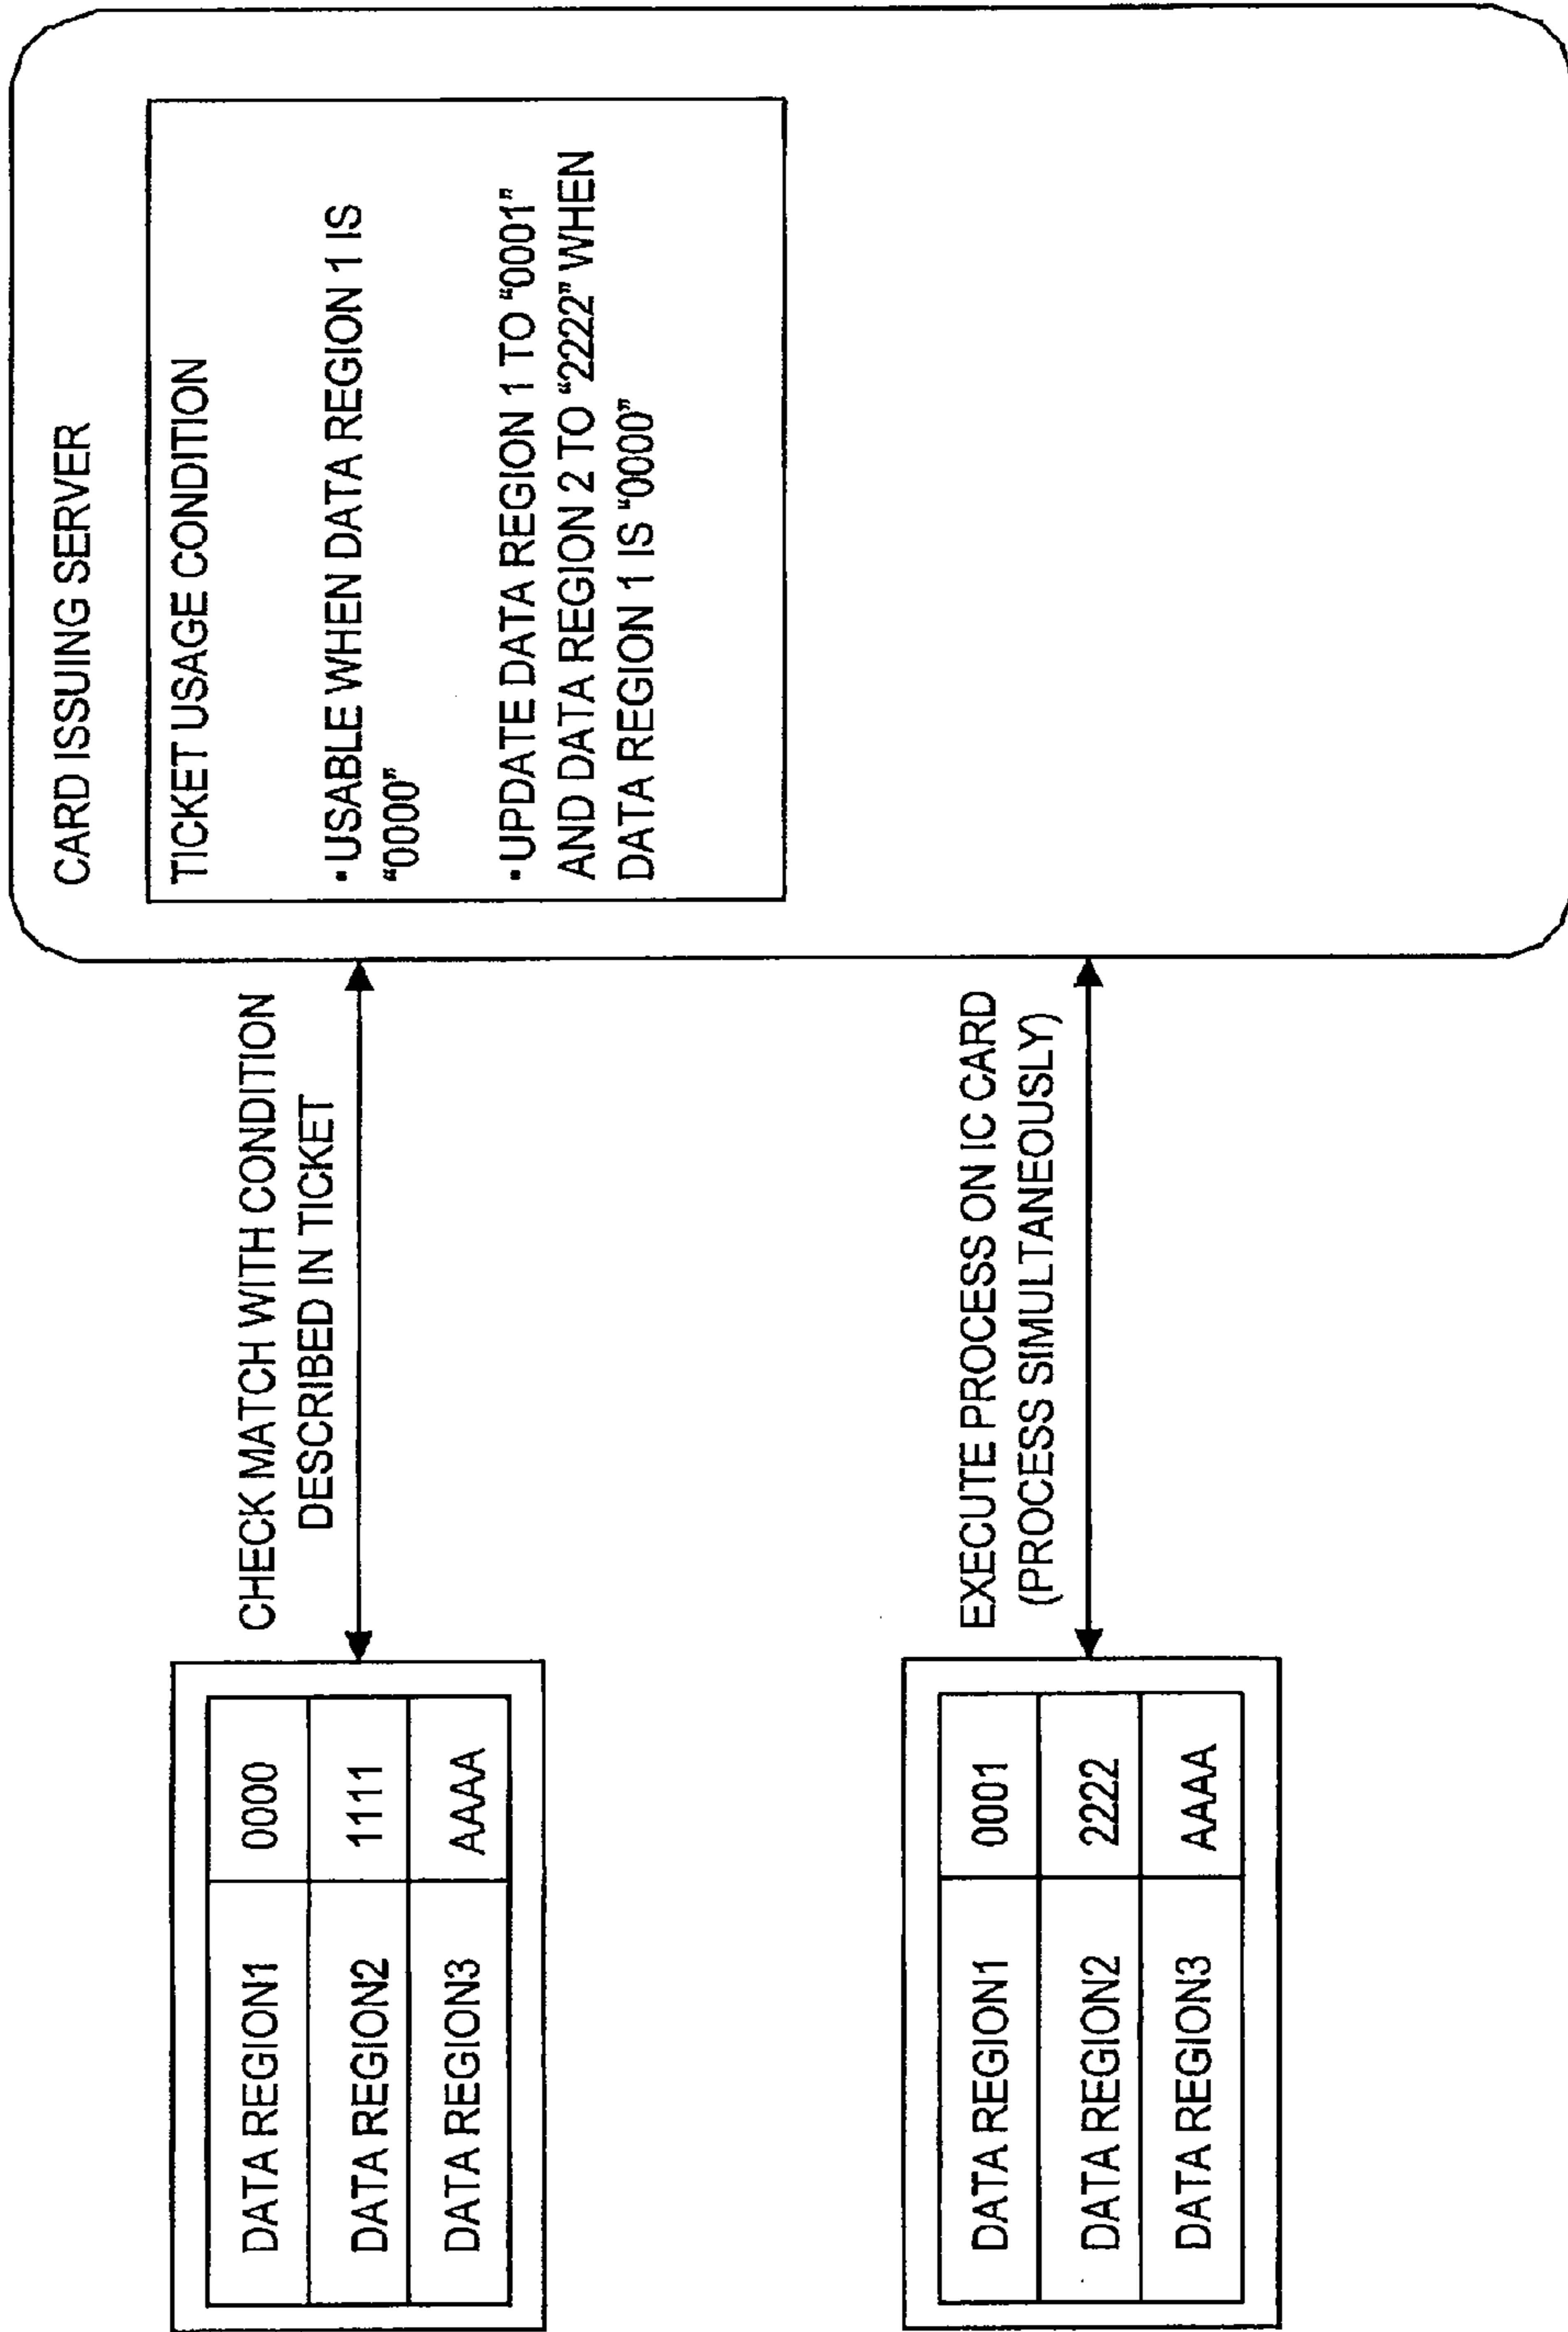 DATA REGION1 0000
DATA REGION2 1111
DATA REGION3 AAAA
CHECK MATCH WITH CONDITION
DESCRIBED IN TICKET
CARD ISSUING SERVER
TICKET USAGE CONDITION
▪USABLE WHEN DATA REGION 1 IS
“0000”
▪UPDATE DATA REGION 1 TO “0001”
AND DATA REGION 2 TO “2222” WHEN
DATA REGION 1 IS “0000”
DATA REGION1 0001
DATA REGION2 2222
DATA REGION3 AAAA
EXECUTE PROCESS ON IC CARD
(PROCESS SIMULTANEOUSLY)